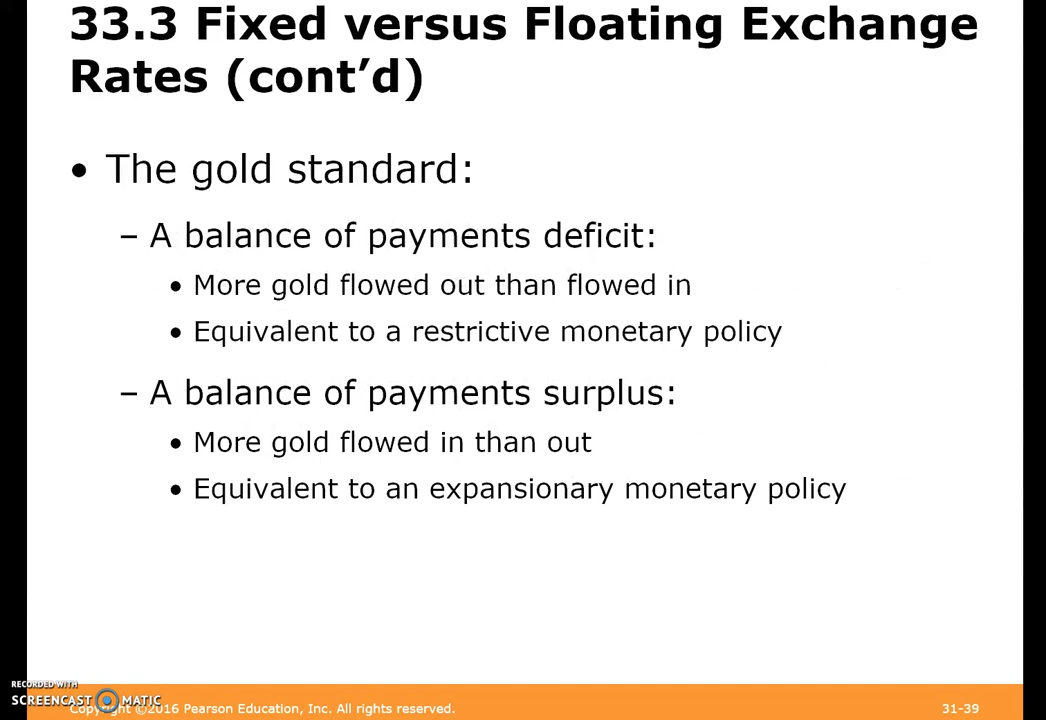 33.3 Fixed versus Floating Exchange
Rates (cont’d)
• The gold standard:
– A balance of payments deficit:
• More gold flowed out than flowed in
• Equivalent to a restrictive monetary policy
– A balance of payments surplus:
• More gold flowed in than out
• Equivalent to an expansionary monetary policy
RECORDED WITH
SCREENCAST MATIC
Copyright ©2016 Pearson Education, Inc. All rights reserved.
31-39